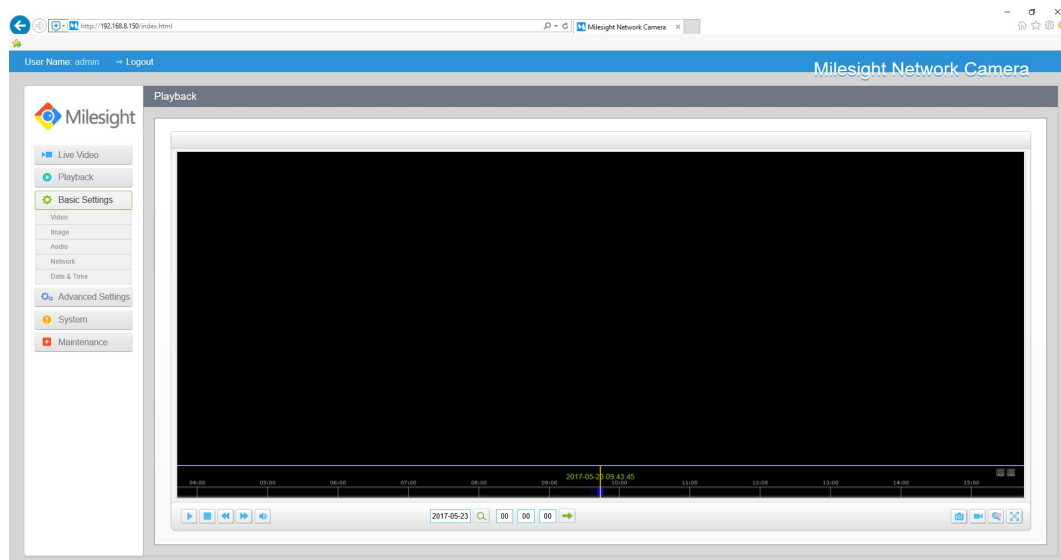 http://192.168.8.150/index.html
Milesight Network Camera
User Name: admin
Logout
Milesight Network Camera
Milesight
Playback
Live Video
Playback
Basic Settings
Video
Image
Audio
Network
Date & Time
Advanced Settings
System
Maintenance
2017-05-23 09:43:45
04:00 05:00 06:00 07:00 08:00 09:00 10:00 11:00 12:00 13:00 14:00 15:00
2017-05-23 00 00 00